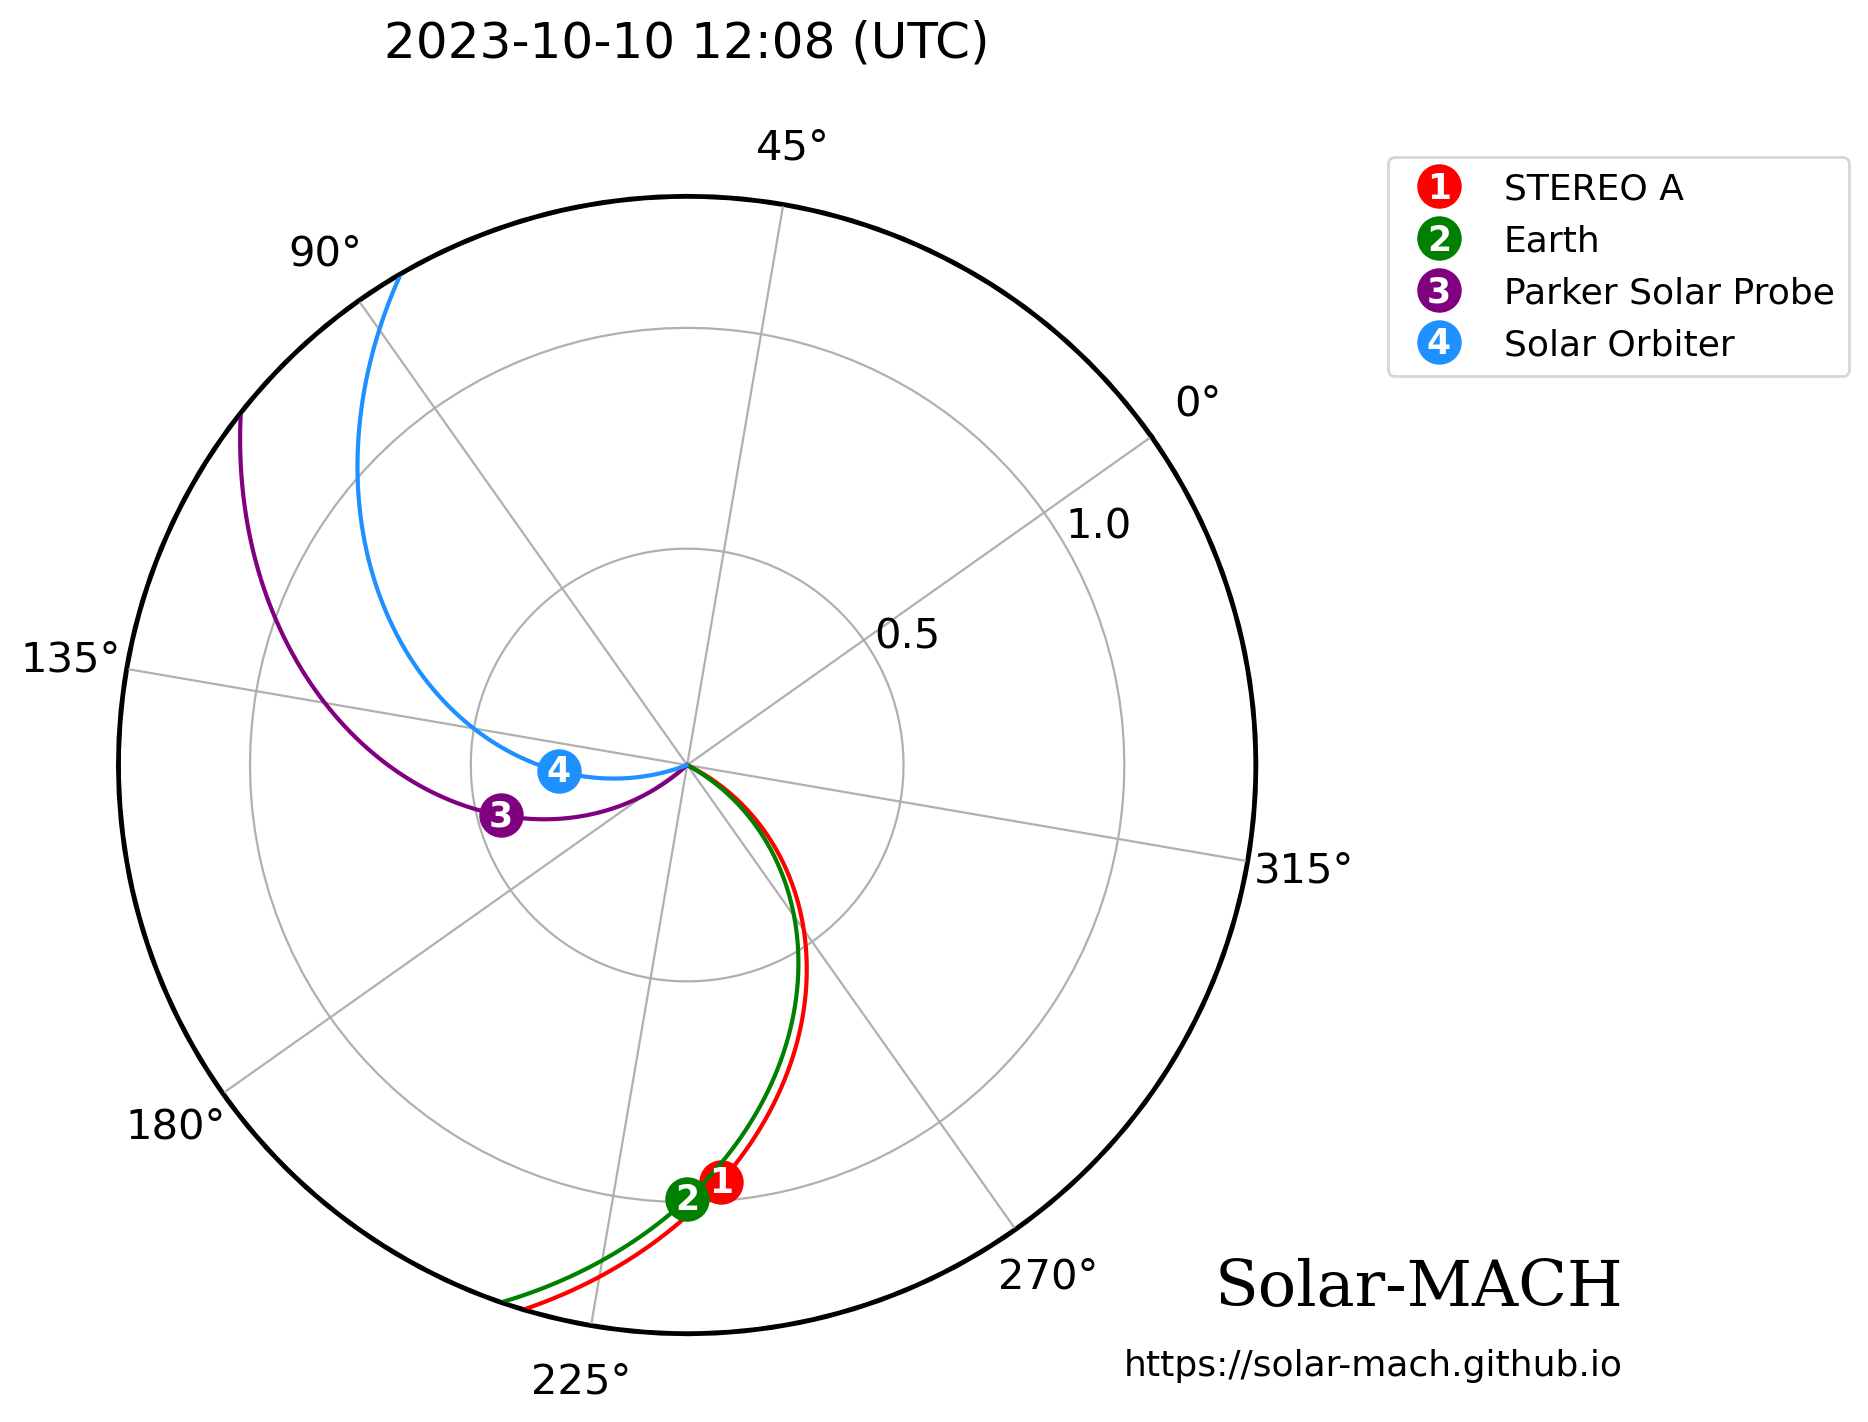 2023-10-10 12:08 (UTC)
45°
90°
0°
1.0
0.5
135°
315°
180°
270°
225°
1 STEREO A
2 Earth
3 Parker Solar Probe
4 Solar Orbiter
4
3
1
2
Solar-MACH
https://solar-mach.github.io